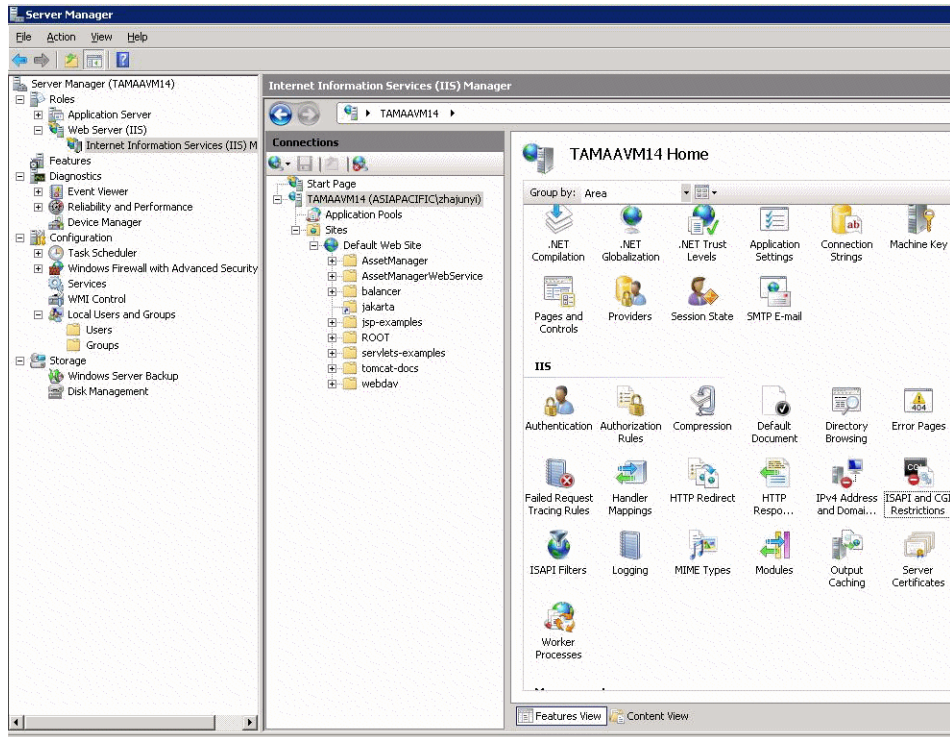 Server Manager
File Action View Help
Server Manager (TAMAAVM14)
Roles
Application Server
Web Server (IIS)
Internet Information Services (IIS) M
Features
Diagnostics
Event Viewer
Reliability and Performance
Device Manager
Configuration
Task Scheduler
Windows Firewall with Advanced Security
Services
WMI Control
Local Users and Groups
Users
Groups
Storage
Windows Server Backup
Disk Management
Internet Information Services (IIS) Manager
TAMAAVM14
Connections
Start Page
TAMAAVM14 (ASIAPACIFIC\zhajunyi)
Application Pools
Sites
Default Web Site
AssetManager
AssetManagerWebService
balancer
jakarta
jsp-examples
ROOT
servlets-examples
tomcat-docs
webdav
TAMAAVM14 Home
Group by: Area
.NET Compilation
.NET Globalization
.NET Trust Levels
Application Settings
ab
Connection Strings
Machine Key
Pages and Controls
Providers
Session State
SMTP E-mail
IIS
Authentication
Authorization Rules
Compression
Default Document
Directory Browsing
404
Error Pages
Failed Request Tracing Rules
Handler Mappings
HTTP Redirect
HTTP Respo...
IPv4 Address and Domai...
CGI
ISAPI and CGI Restrictions
ISAPI Filters
Logging
MIME Types
Modules
Output Caching
Server Certificates
Worker Processes
Features View
Content View